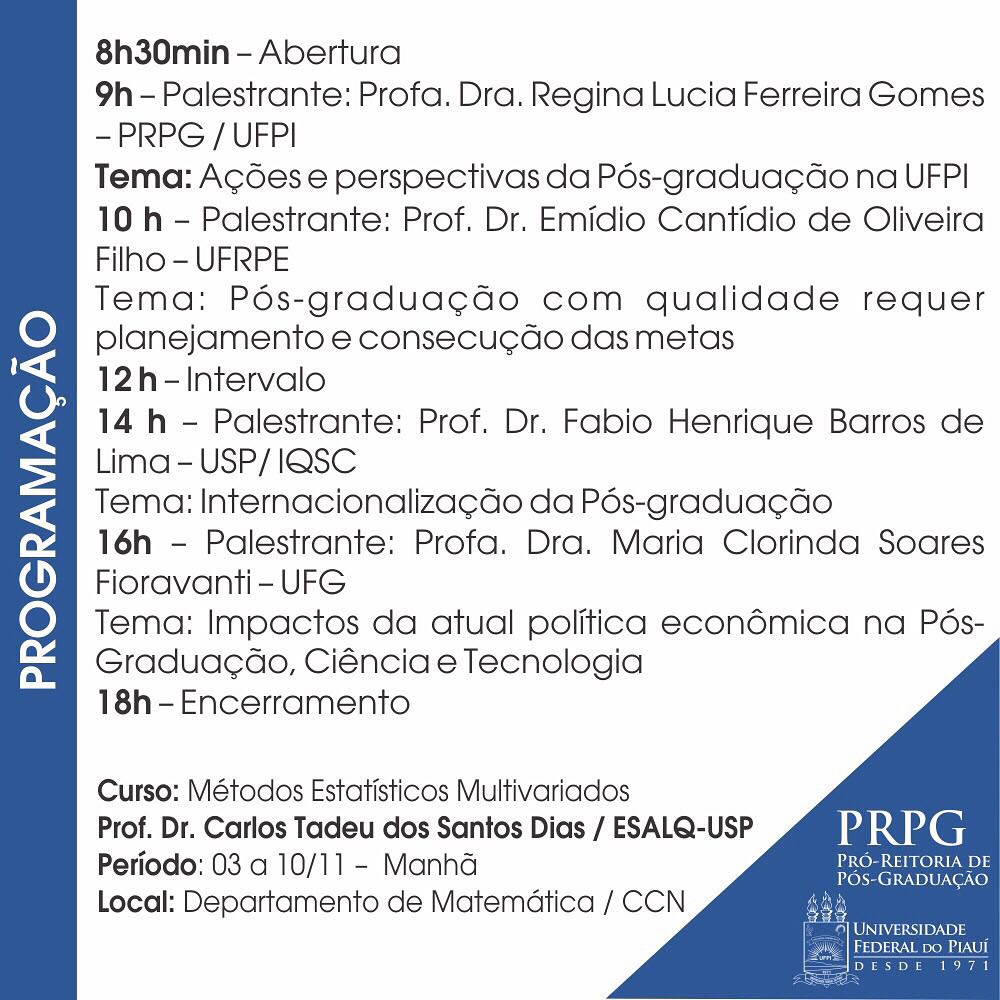 PROGRAMAÇÃO
8h30min – Abertura
9h – Palestrante: Profa. Dra. Regina Lucia Ferreira Gomes
– PRPG / UFPI
Tema: Ações e perspectivas da Pós-graduação na UFPI
10 h – Palestrante: Prof. Dr. Emídio Cantídio de Oliveira
Filho – UFRPE
Tema: Pós-graduação com qualidade requer
planejamento e consecução das metas
12 h – Intervalo
14 h – Palestrante: Prof. Dr. Fabio Henrique Barros de
Lima – USP/ IQSC
Tema: Internacionalização da Pós-graduação
16h – Palestrante: Profa. Dra. Maria Clorinda Soares
Fioravanti – UFG
Tema: Impactos da atual política econômica na Pós-
Graduação, Ciência e Tecnologia
18h – Encerramento
Curso: Métodos Estatísticos Multivariados
Prof. Dr. Carlos Tadeu dos Santos Dias / ESALQ-USP
Período: 03 a 10/11 – Manhã
Local: Departamento de Matemática / CCN
PRPG
PRÓ-REITORIA DE
PÓS-GRADUAÇÃO
UFPI
UNIVERSIDADE
FEDERAL DO PIAUÍ
DESDE 1971